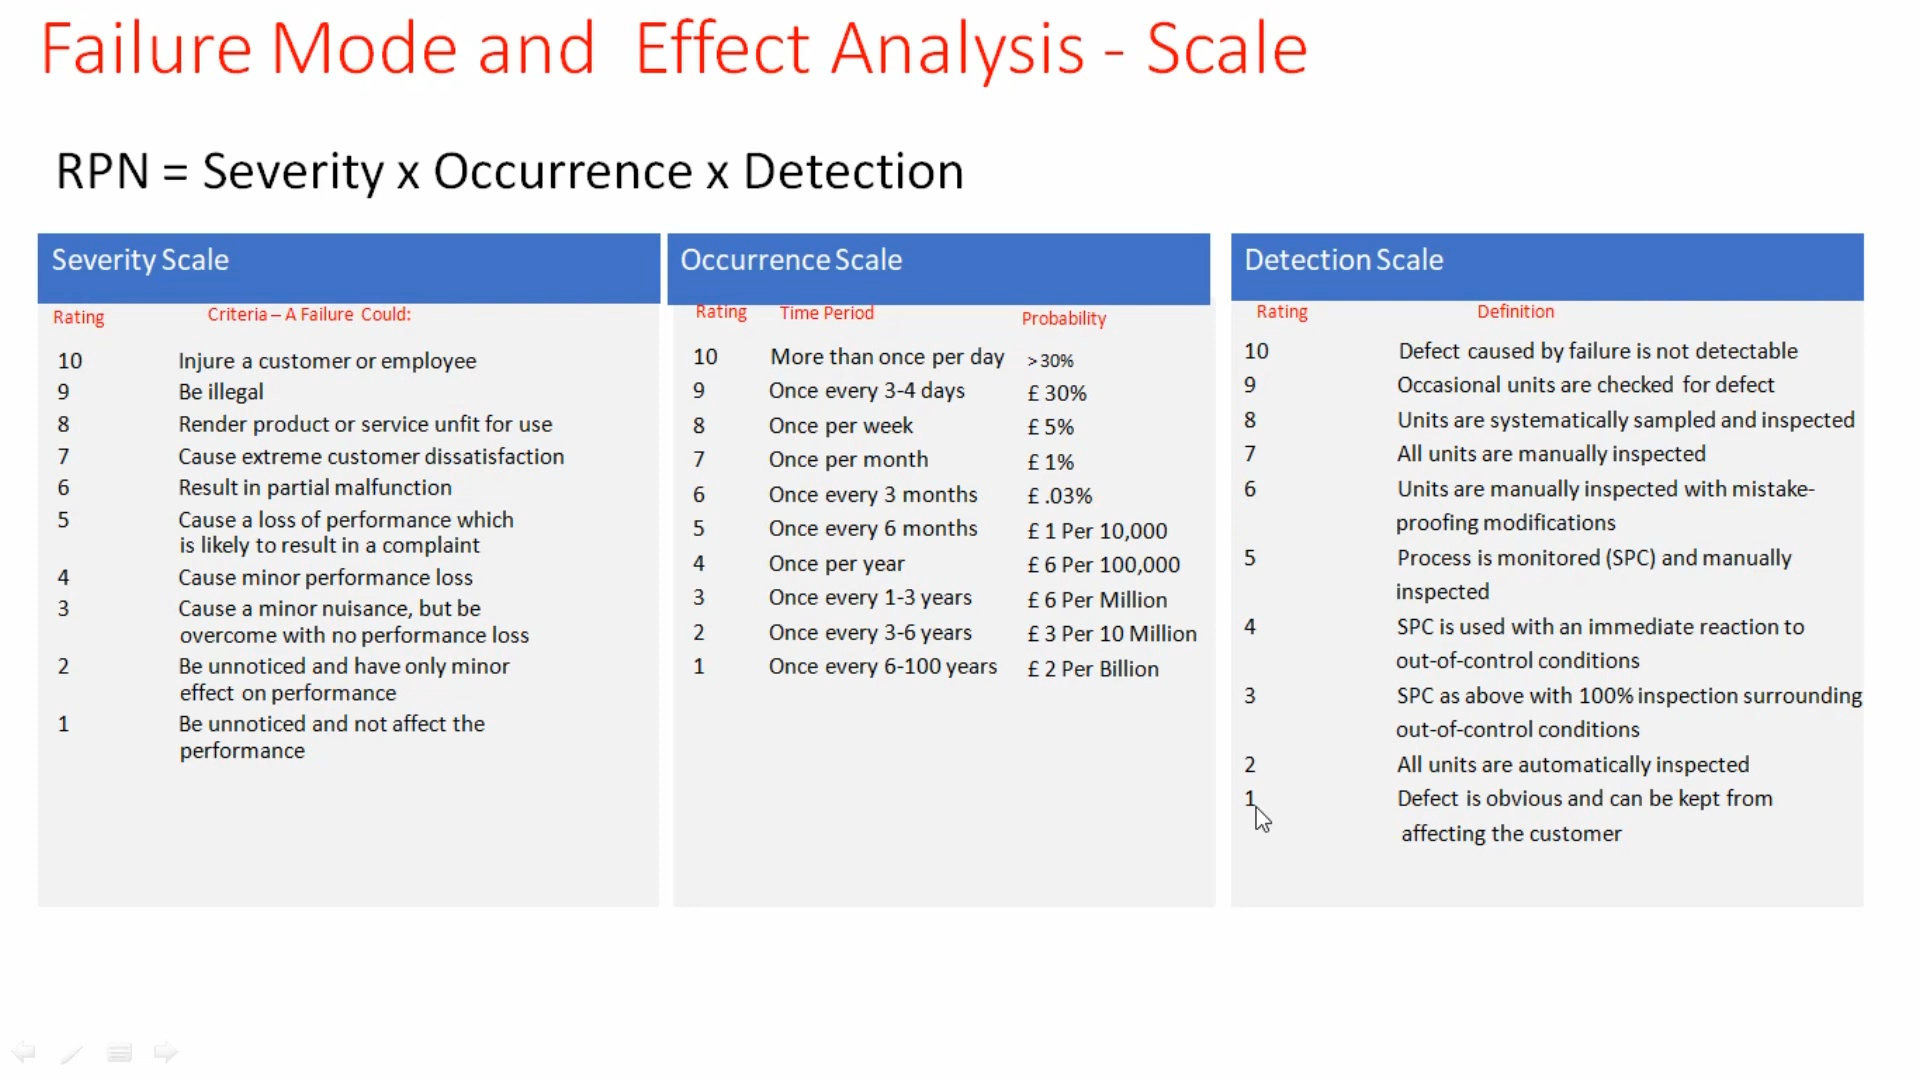 Failure Mode and Effect Analysis - Scale
RPN = Severity x Occurrence x Detection
Severity Scale
Rating Criteria – A Failure Could:
10 Injure a customer or employee
9 Be illegal
8 Render product or service unfit for use
7 Cause extreme customer dissatisfaction
6 Result in partial malfunction
5 Cause a loss of performance which
is likely to result in a complaint
4 Cause minor performance loss
3 Cause a minor nuisance, but be
overcome with no performance loss
2 Be unnoticed and have only minor
effect on performance
1 Be unnoticed and not affect the
performance
Occurrence Scale
Rating Time Period Probability
10 More than once per day > 30%
9 Once every 3-4 days £ 30%
8 Once per week £ 5%
7 Once per month £ 1%
6 Once every 3 months £ .03%
5 Once every 6 months £ 1 Per 10,000
4 Once per year £ 6 Per 100,000
3 Once every 1-3 years £ 6 Per Million
2 Once every 3-6 years £ 3 Per 10 Million
1 Once every 6-100 years £ 2 Per Billion
Detection Scale
Rating Definition
10 Defect caused by failure is not detectable
9 Occasional units are checked for defect
8 Units are systematically sampled and inspected
7 All units are manually inspected
6 Units are manually inspected with mistake-
proofing modifications
5 Process is monitored (SPC) and manually
inspected
4 SPC is used with an immediate reaction to
out-of-control conditions
3 SPC as above with 100% inspection surrounding
out-of-control conditions
2 All units are automatically inspected
1 Defect is obvious and can be kept from
affecting the customer